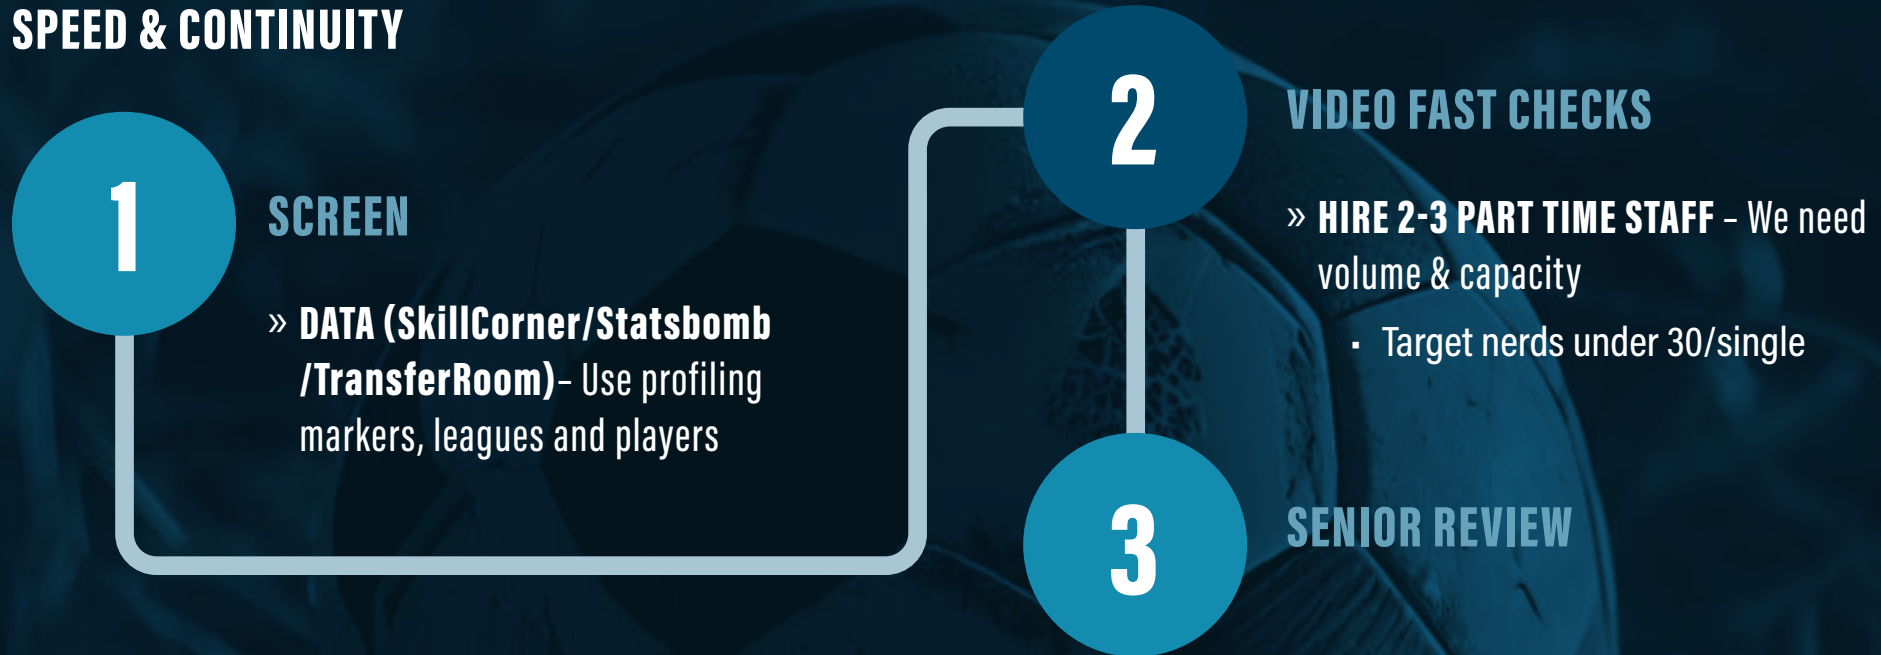 SPEED & CONTINUITY
1
SCREEN
» DATA (SkillCorner/Statsbomb
/TransferRoom)– Use profiling
markers, leagues and players
2
VIDEO FAST CHECKS
» HIRE 2-3 PART TIME STAFF – We need
volume & capacity
▪ Target nerds under 30/single
3
SENIOR REVIEW